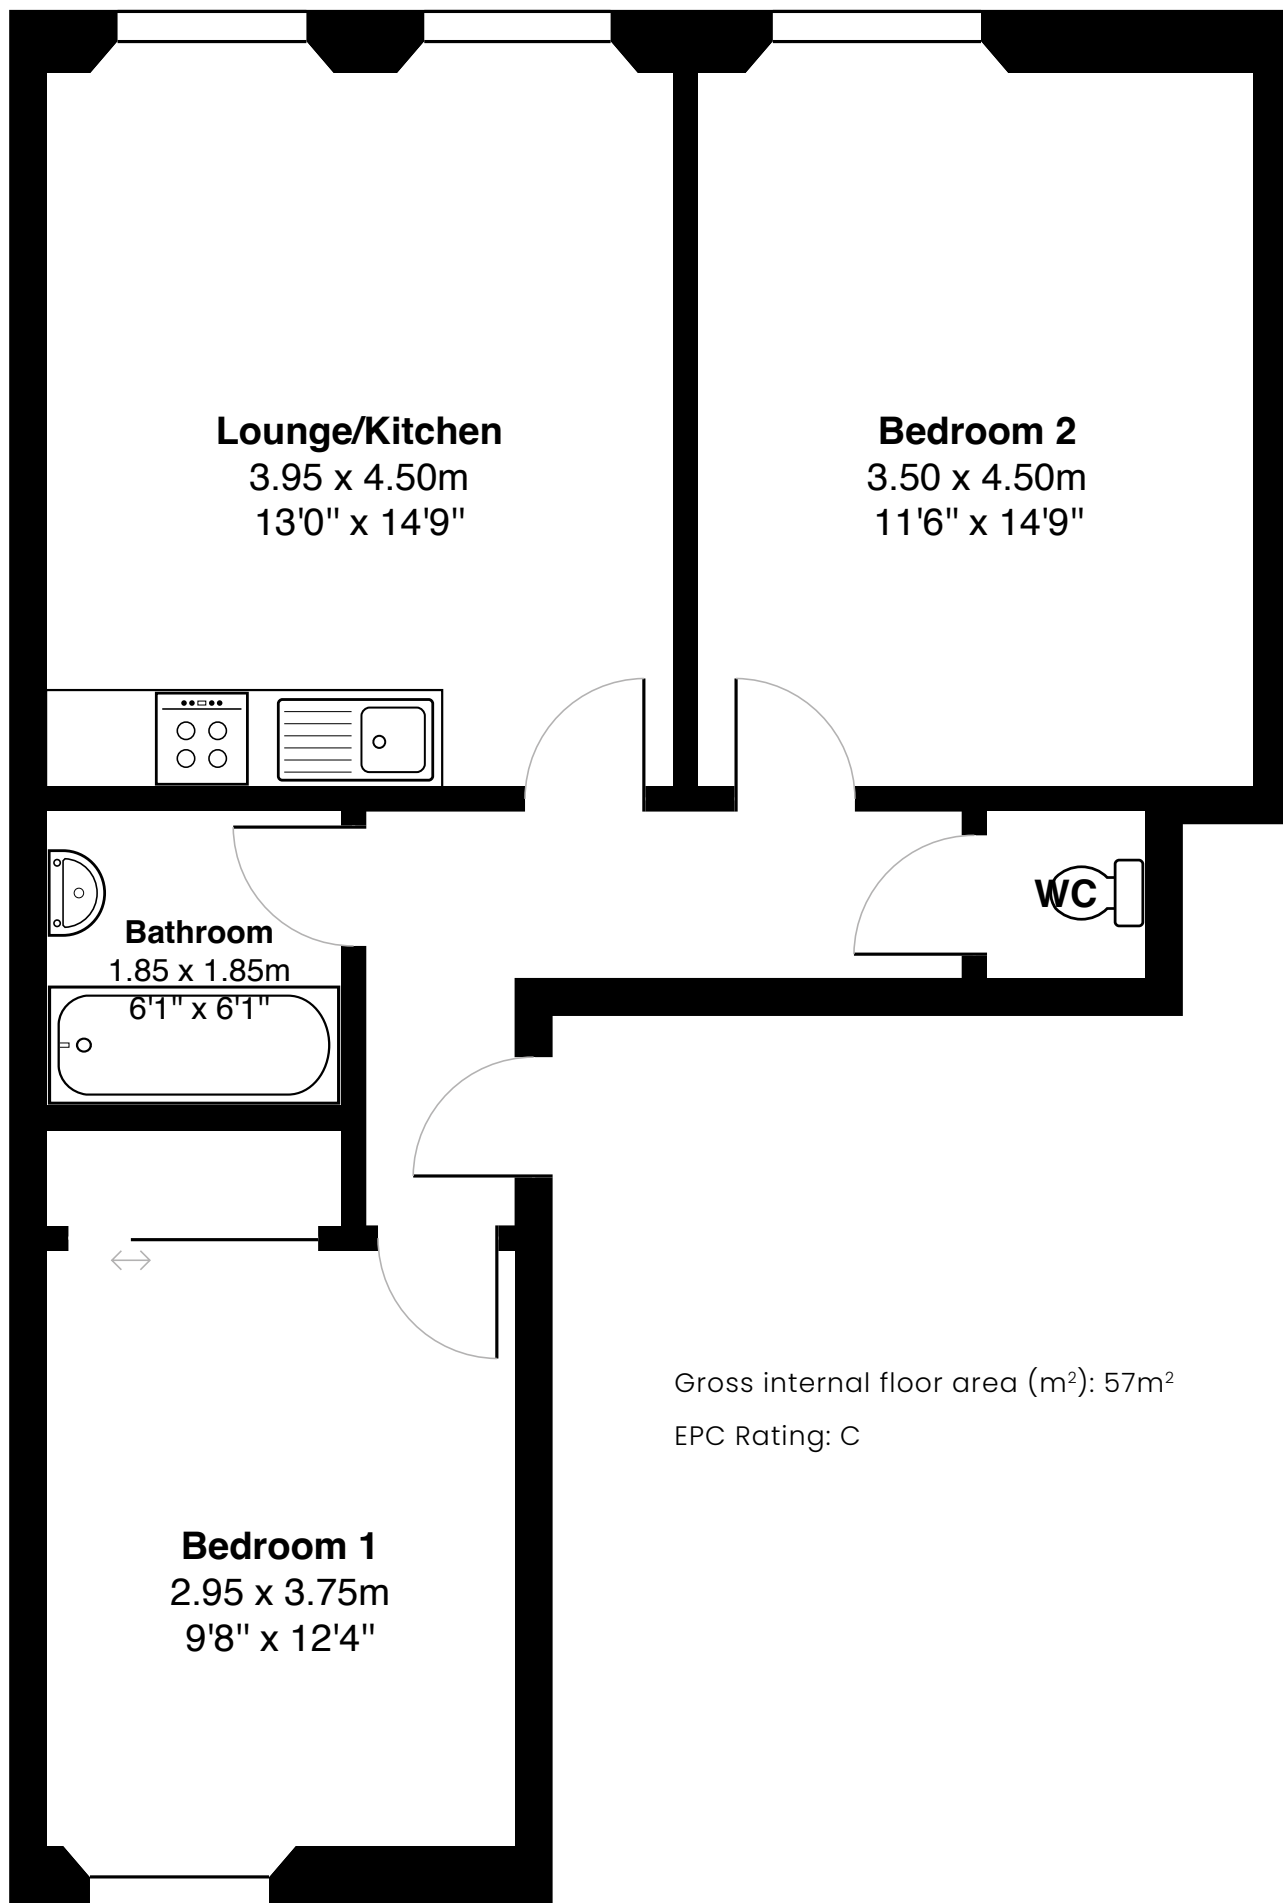 Lounge/Kitchen
3.95 x 4.50m
13'0" x 14'9"
Bedroom 2
3.50 x 4.50m
11'6" x 14'9"
WC
Bathroom
1.85 x 1.85m
6'1" x 6'1"
Gross internal floor area (m²): 57m²
EPC Rating: C
Bedroom 1
2.95 x 3.75m
9'8" x 12'4"